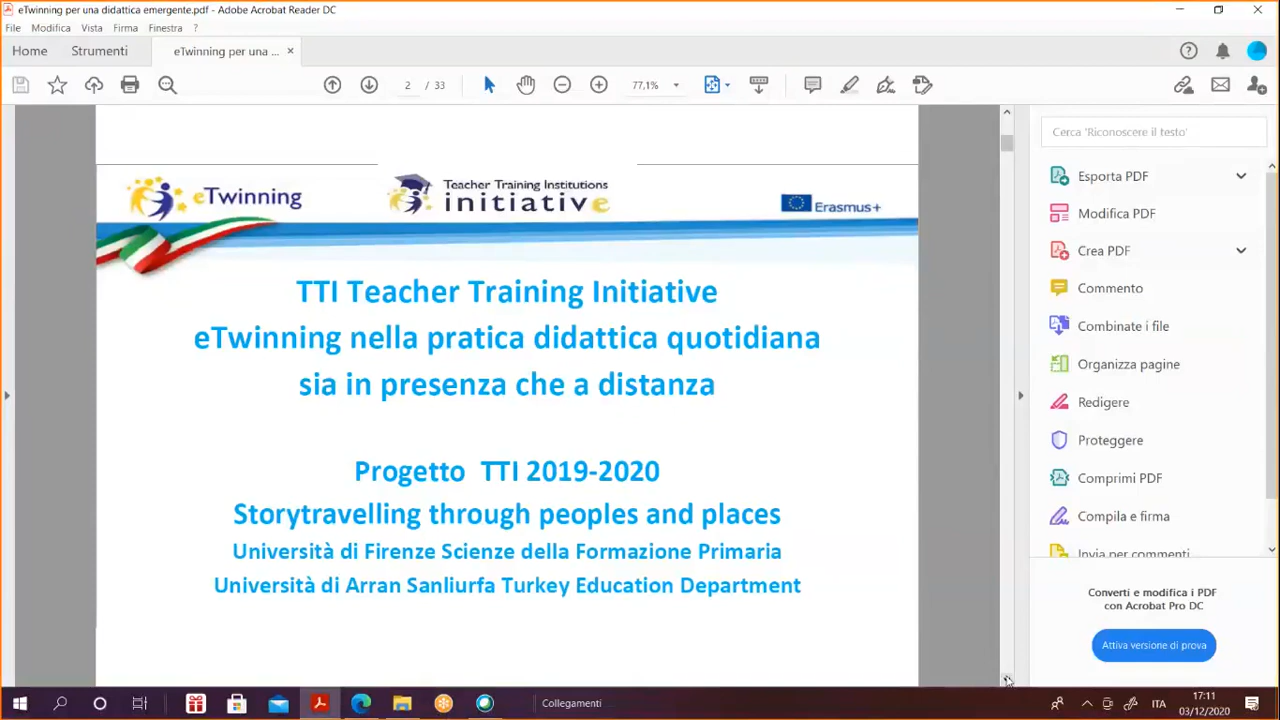 eTwinning per una didattica emergente.pdf - Adobe Acrobat Reader DC
File Modifica Vista Firma Finestra ?
Home Strumenti eTwinning per una ... ×
2 / 33 77,1%
Cerca 'Riconoscere il testo'
eTwinning
Teacher Training Institutions
initiative
Erasmus+
TTI Teacher Training Initiative
eTwinning nella pratica didattica quotidiana
sia in presenza che a distanza
Progetto TTI 2019-2020
Storytravelling through peoples and places
Università di Firenze Scienze della Formazione Primaria
Università di Arran Sanliurfa Turkey Education Department
Esporta PDF
Modifica PDF
Crea PDF
Commento
Combinate i file
Organizza pagine
Redigere
Proteggere
Comprimi PDF
Compila e firma
Invia per commenti
Converti e modifica i PDF
con Acrobat Pro DC
Attiva versione di prova
Collegamenti
ITA
17:11
03/12/2020